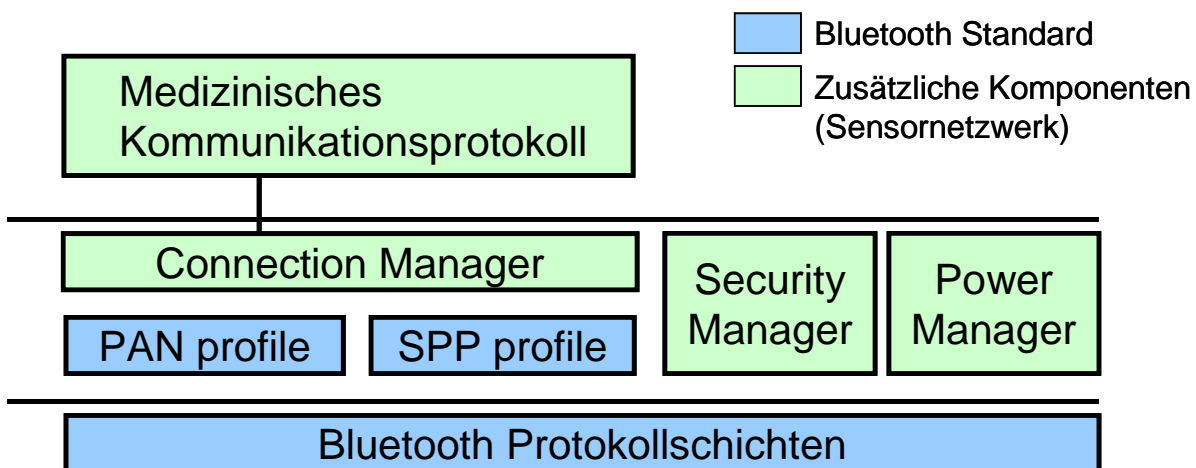 Bluetooth Standard
Zusätzliche Komponenten
(Sensornetzwerk)
Medizinisches
Kommunikationsprotokoll
Connection Manager
Security
Manager
Power
Manager
PAN profile
SPP profile
Bluetooth Protokollschichten